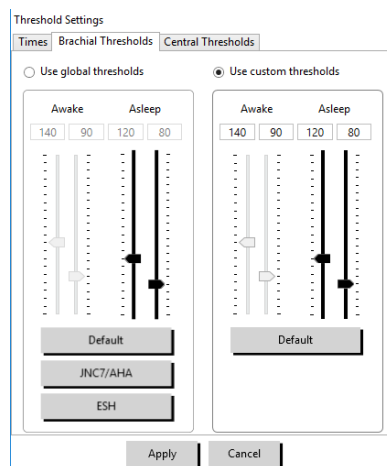 Threshold Settings
Times Brachial Thresholds Central Thresholds
Use global thresholds Use custom thresholds
Awake Asleep Awake Asleep
140 90 120 80 140 90 120 80
Default Default
JNC7/AHA
ESH
Apply Cancel